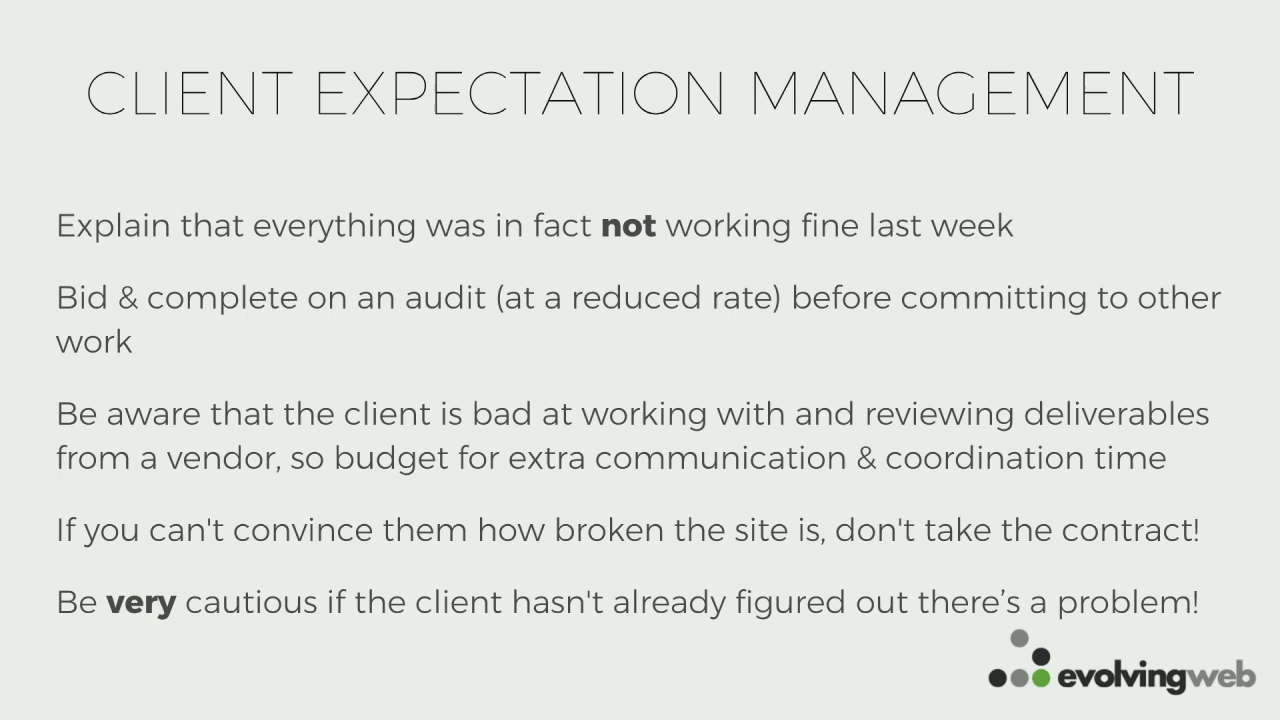 CLIENT EXPECTATION MANAGEMENT
Explain that everything was in fact not working fine last week
Bid & complete on an audit (at a reduced rate) before committing to other
work
Be aware that the client is bad at working with and reviewing deliverables
from a vendor, so budget for extra communication & coordination time
If you can't convince them how broken the site is, don't take the contract!
Be very cautious if the client hasn't already figured out there’s a problem!
evolvingweb